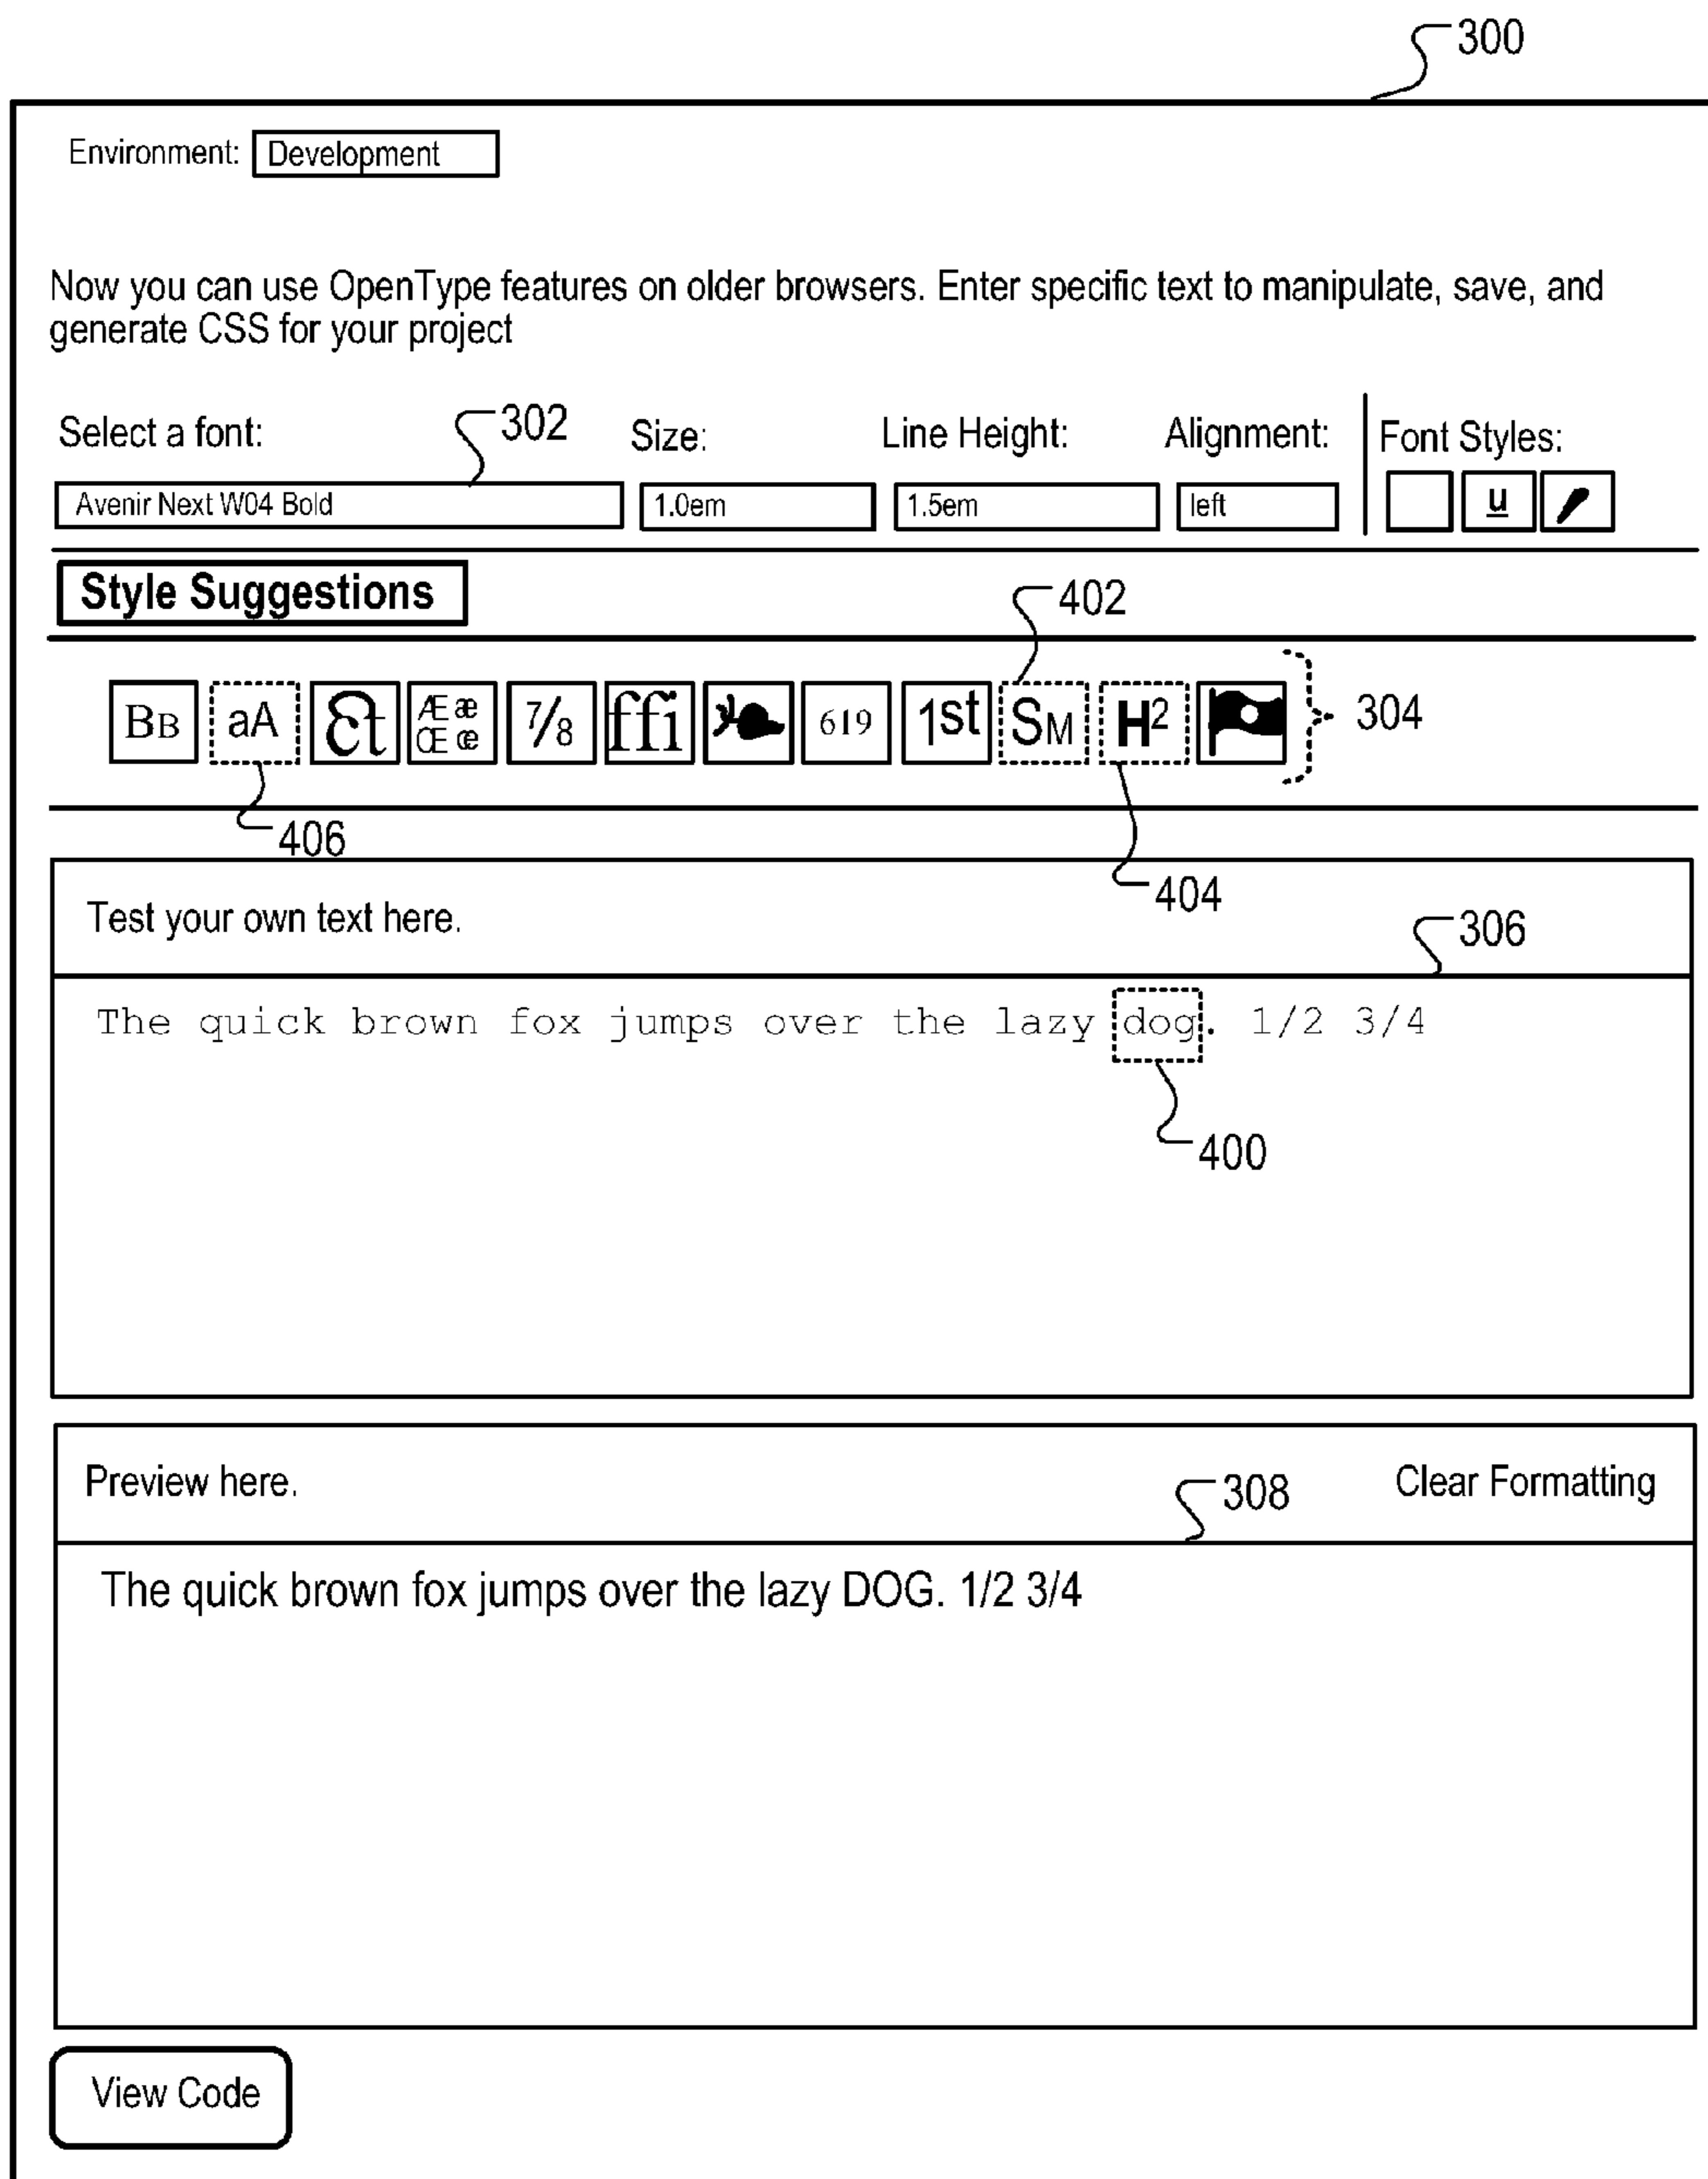 300
Environment: Development
Now you can use OpenType features on older browsers. Enter specific text to manipulate, save, and
generate CSS for your project
Select a font: 302 Size: Line Height: Alignment: Font Styles:
Avenir Next W04 Bold 1.0em 1.5em left u
Style Suggestions
402
BB aA ct Æ æ Œ œ 7/8 ffi 619 1st SM H² 304
406
404
Test your own text here.
306
The quick brown fox jumps over the lazy dog. 1/2 3/4
400
Preview here. 308 Clear Formatting
The quick brown fox jumps over the lazy DOG. 1/2 3/4
View Code